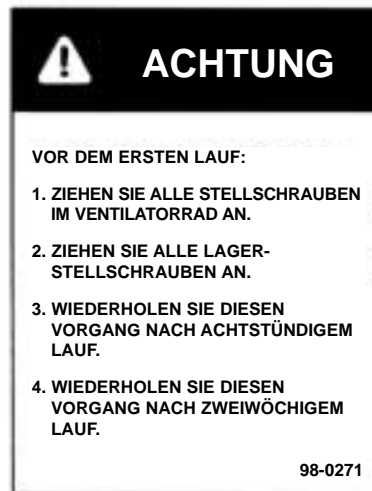 ACHTUNG
VOR DEM ERSTEN LAUF:
1. ZIEHEN SIE ALLE STELLSCHRAUBEN
IM VENTILATORRAD AN.
2. ZIEHEN SIE ALLE LAGER-
STELLSCHRAUBEN AN.
3. WIEDERHOLEN SIE DIESEN
VORGANG NACH ACHTSTÜNDIGEM
LAUF.
4. WIEDERHOLEN SIE DIESEN
VORGANG NACH ZWEIWÖCHIGEM
LAUF.
98-0271